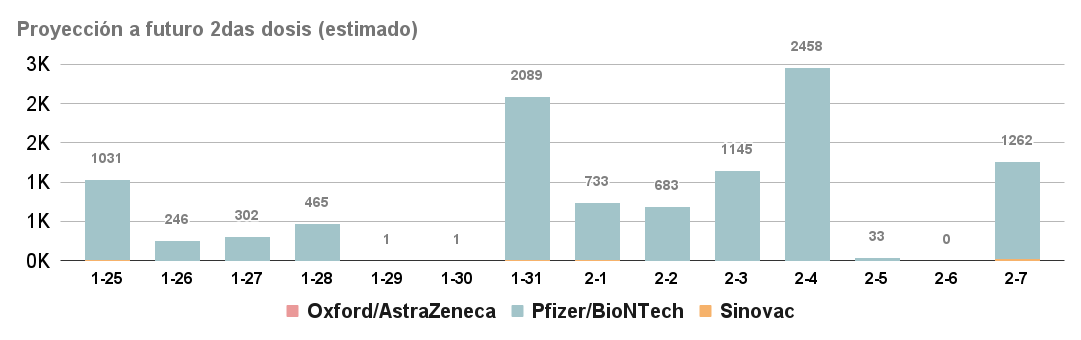 Proyección a futuro 2das dosis (estimado)
3K
2K
2K
1K
1K
0K
1031
246
302
465
1
1
2089
733
683
1145
2458
33
0
1262
1-25 1-26 1-27 1-28 1-29 1-30 1-31 2-1 2-2 2-3 2-4 2-5 2-6 2-7
Oxford/AstraZeneca Pfizer/BioNTech Sinovac